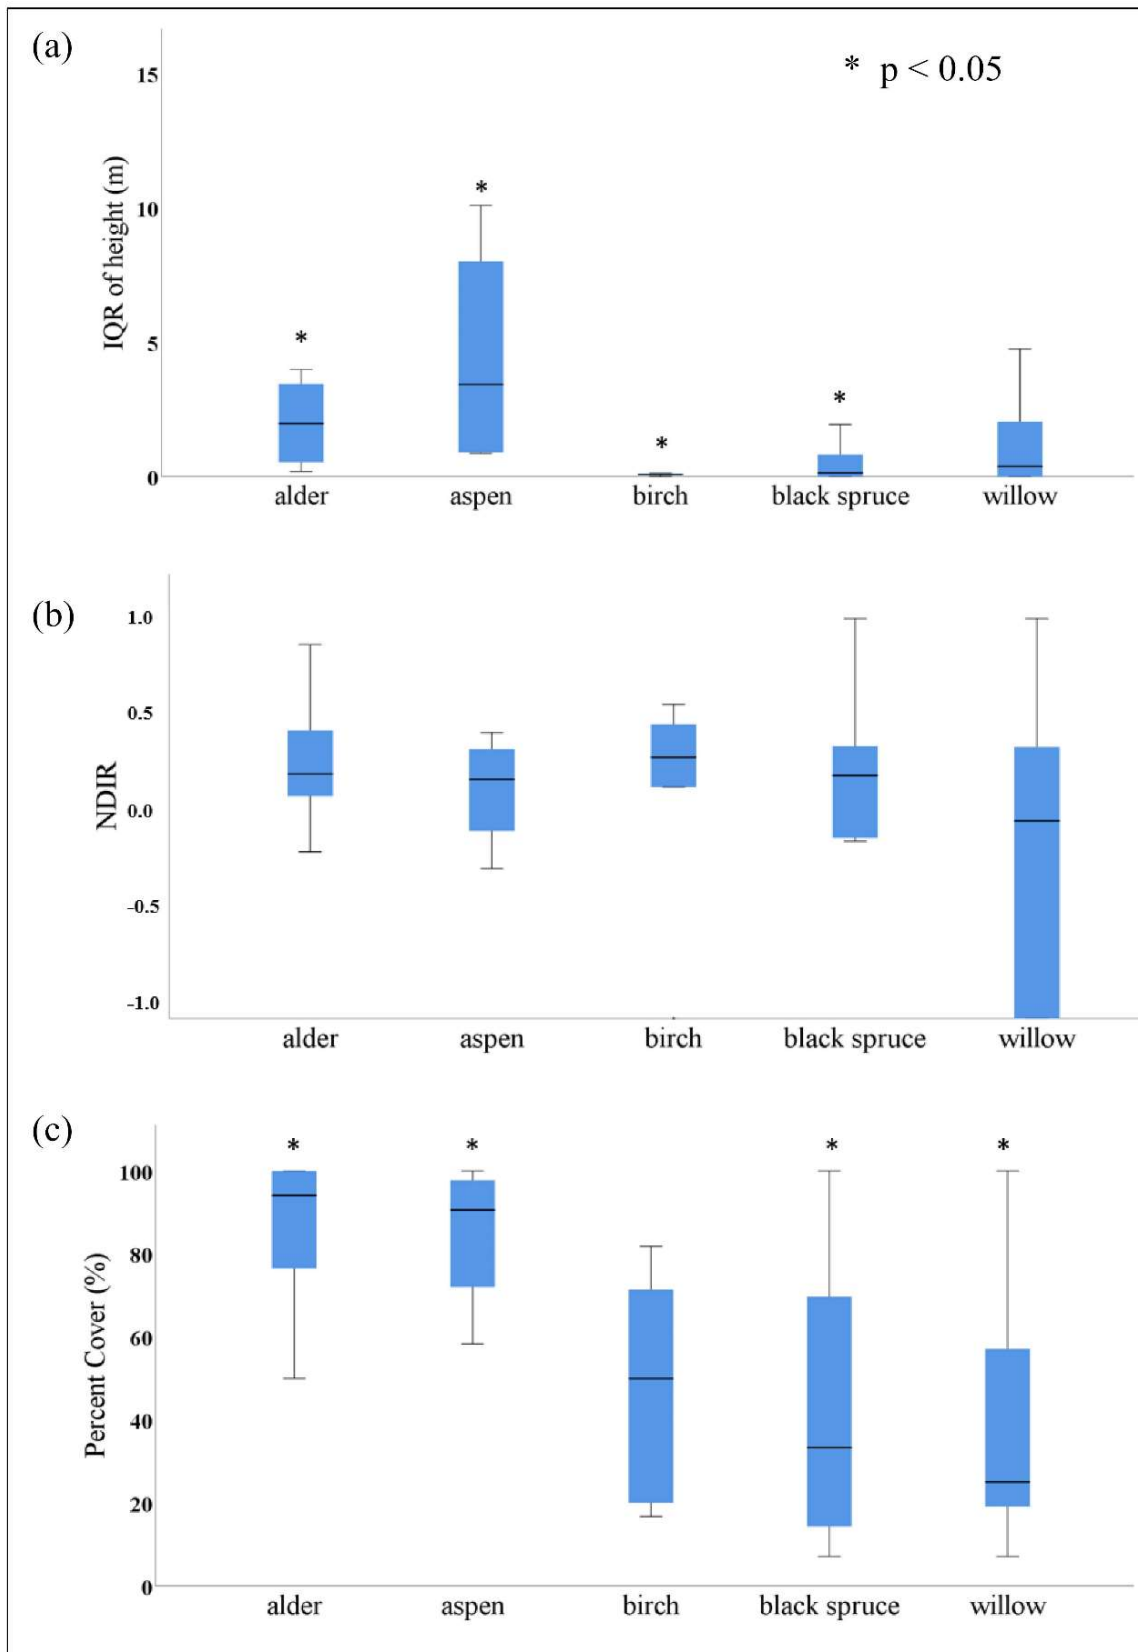 (a)
* p < 0.05
IQR of height (m)
15
10
5
0
*
*
*
*
alder aspen birch black spruce willow
(b)
NDIR
1.0
0.5
0.0
-0.5
-1.0
alder aspen birch black spruce willow
(c)
Percent Cover (%)
* * * *
100
80
60
40
20
0
alder aspen birch black spruce willow